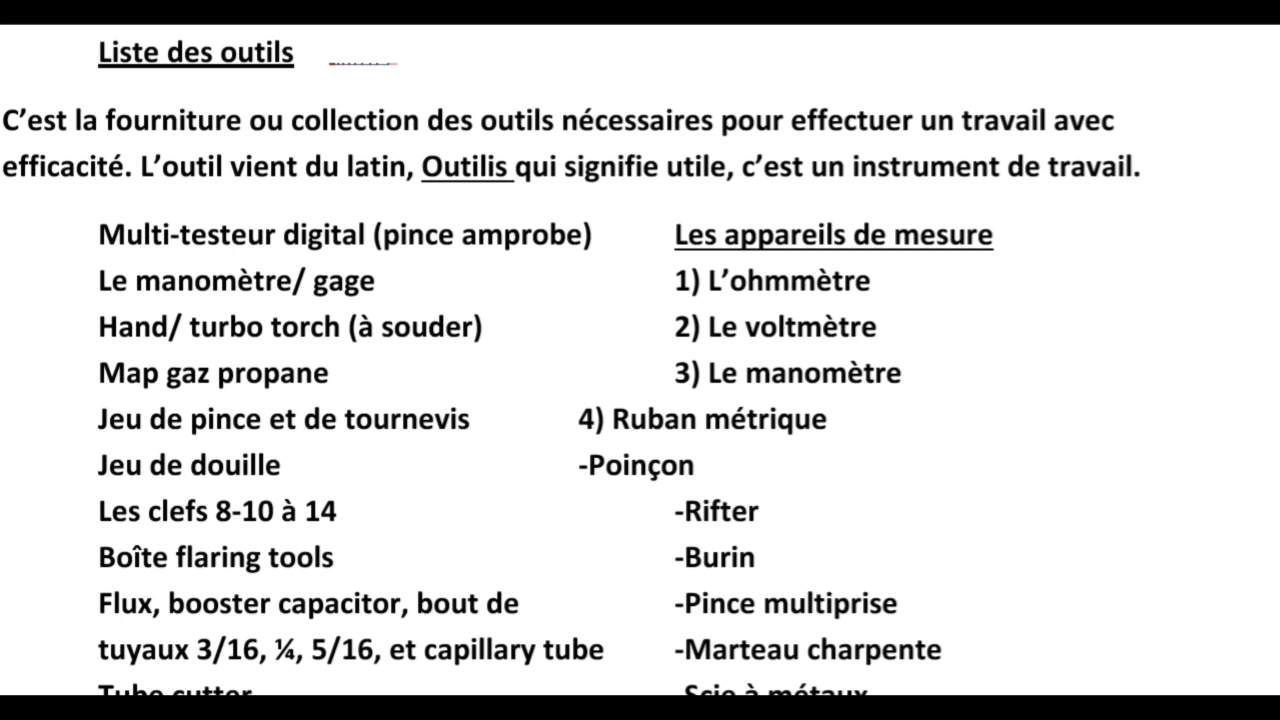 Liste des outils
C’est la fourniture ou collection des outils nécessaires pour effectuer un travail avec
efficacité. L’outil vient du latin, Outilis qui signifie utile, c’est un instrument de travail.
Multi-testeur digital (pince amprobe) Les appareils de mesure
Le manomètre/ gage 1) L’ohmmètre
Hand/ turbo torch (à souder) 2) Le voltmètre
Map gaz propane 3) Le manomètre
Jeu de pince et de tournevis 4) Ruban métrique
Jeu de douille -Poinçon
Les clefs 8-10 à 14 -Rifter
Boîte flaring tools -Burin
Flux, booster capacitor, bout de -Pince multiprise
tuyaux 3/16, ¼, 5/16, et capillary tube -Marteau charpente
Tube cutter -Scie à métaux